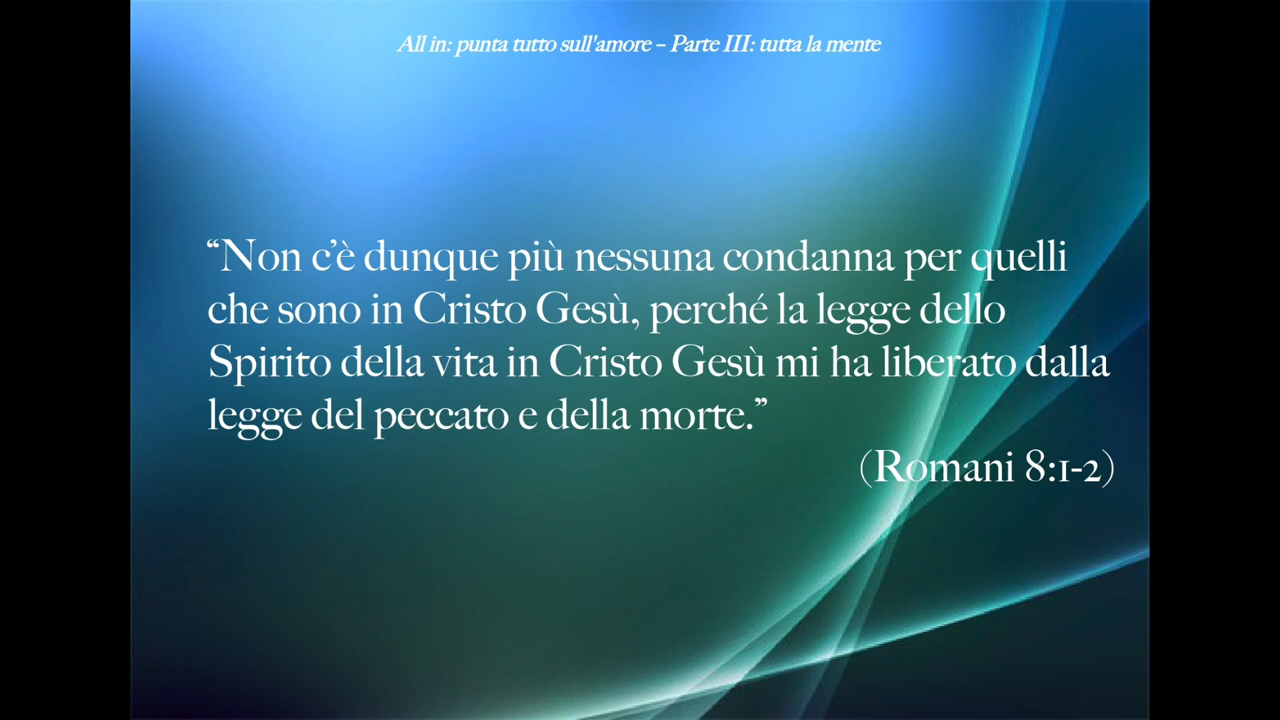 All in: punta tutto sull'amore – Parte III: tutta la mente
“Non c’è dunque più nessuna condanna per quelli
che sono in Cristo Gesù, perché la legge dello
Spirito della vita in Cristo Gesù mi ha liberato dalla
legge del peccato e della morte.”
(Romani 8:1-2)